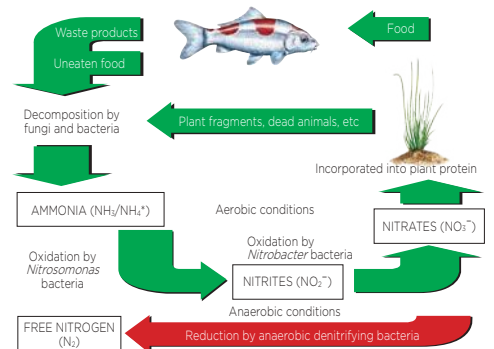 Waste products
Food
Uneaten food
Decomposition by
fungi and bacteria
Plant fragments, dead animals, etc
Incorporated into plant protein
AMMONIA (NH₃/NH₄*)
Aerobic conditions
NITRATES (NO₃⁻)
Oxidation by
Nitrosomonas
bacteria
Oxidation by
Nitrobacter bacteria
NITRITES (NO₂⁻)
Anaerobic conditions
FREE NITROGEN
(N₂)
Reduction by anaerobic denitrifying bacteria